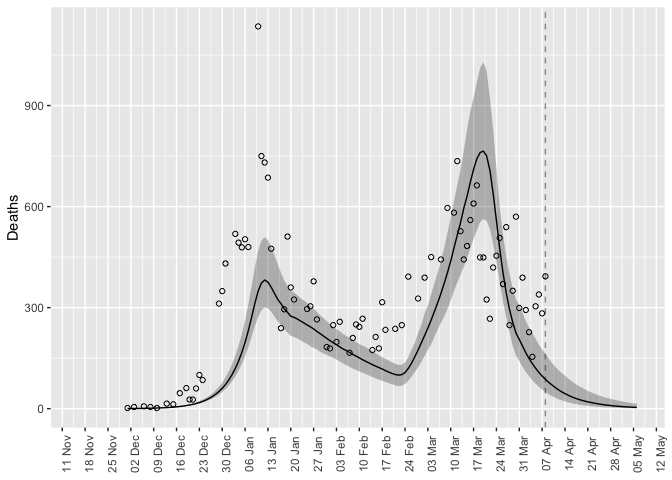 Deaths
900
600
300
0
11 Nov
18 Nov
25 Nov
02 Dec
09 Dec
16 Dec
23 Dec
30 Dec
06 Jan
13 Jan
20 Jan
27 Jan
03 Feb
10 Feb
17 Feb
24 Feb
03 Mar
10 Mar
17 Mar
24 Mar
31 Mar
07 Apr
14 Apr
21 Apr
28 Apr
05 May
12 May